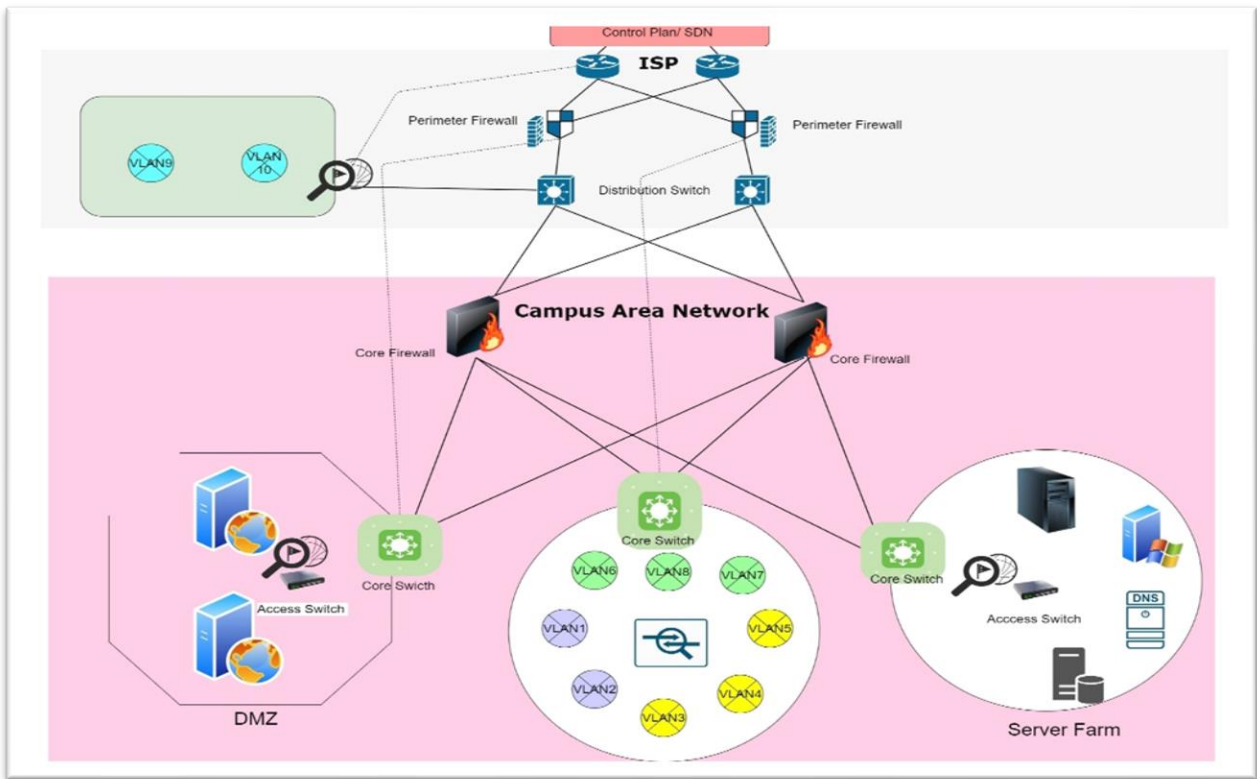 Control Plan/ SDN
ISP
Perimeter Firewall
Perimeter Firewall
VLAN9
VLAN
10
Distribution Switch
Campus Area Network
Core Firewall
Core Firewall
Core Switch
Core Swicth
Core Switch
VLAN6
VLAN8
VLAN7
Access Switch
DNS
Acccess Switch
VLAN1
VLAN5
VLAN2
VLAN4
VLAN3
DMZ
Server Farm